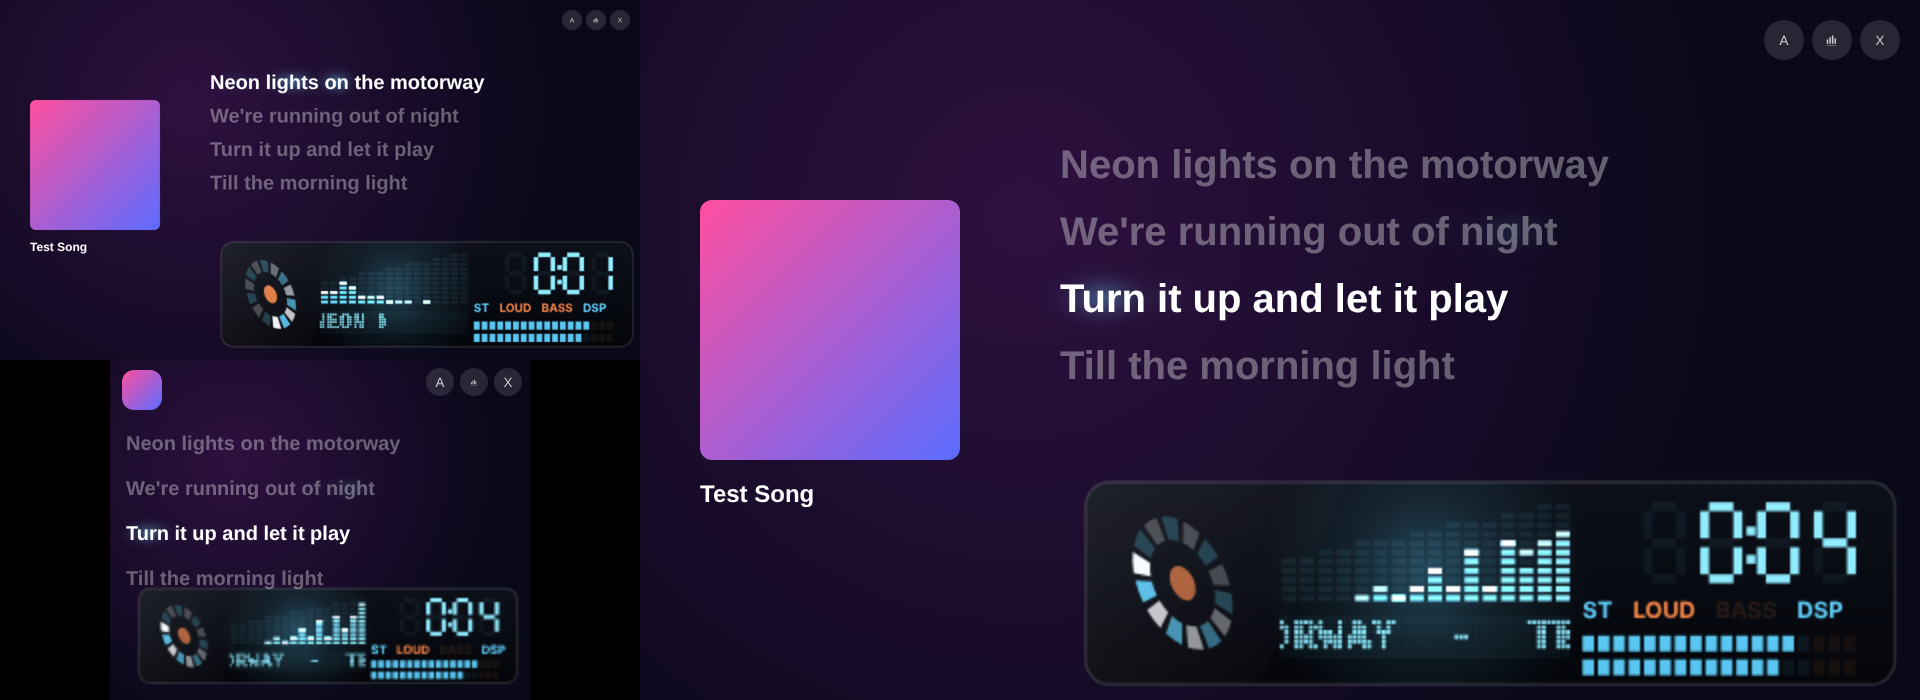 A X
Neon lights on the motorway
We're running out of night
Turn it up and let it play
Till the morning light
Test Song
0:01
ST LOUD BASS DSP
A X
Neon lights on the motorway
We're running out of night
Turn it up and let it play
Till the morning light
0:04
ST LOUD BASS DSP
RWAY - TE
A X
Neon lights on the motorway
We're running out of night
Turn it up and let it play
Till the morning light
Test Song
0:04
ST LOUD BASS DSP
RWAY - TE